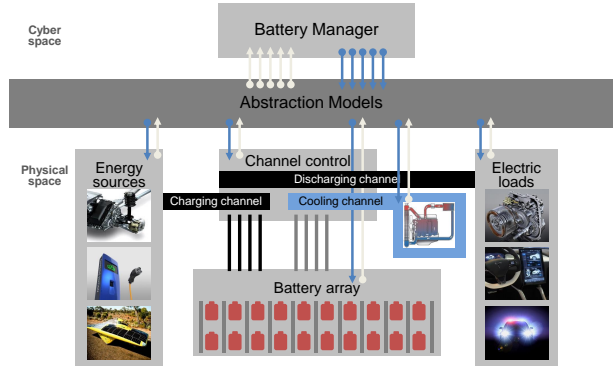 Cyber
space
Battery Manager
Abstraction Models
Physical
space
Energy
sources
Channel control
Electric
loads
Discharging channel
Charging channel
Cooling channel
Battery array